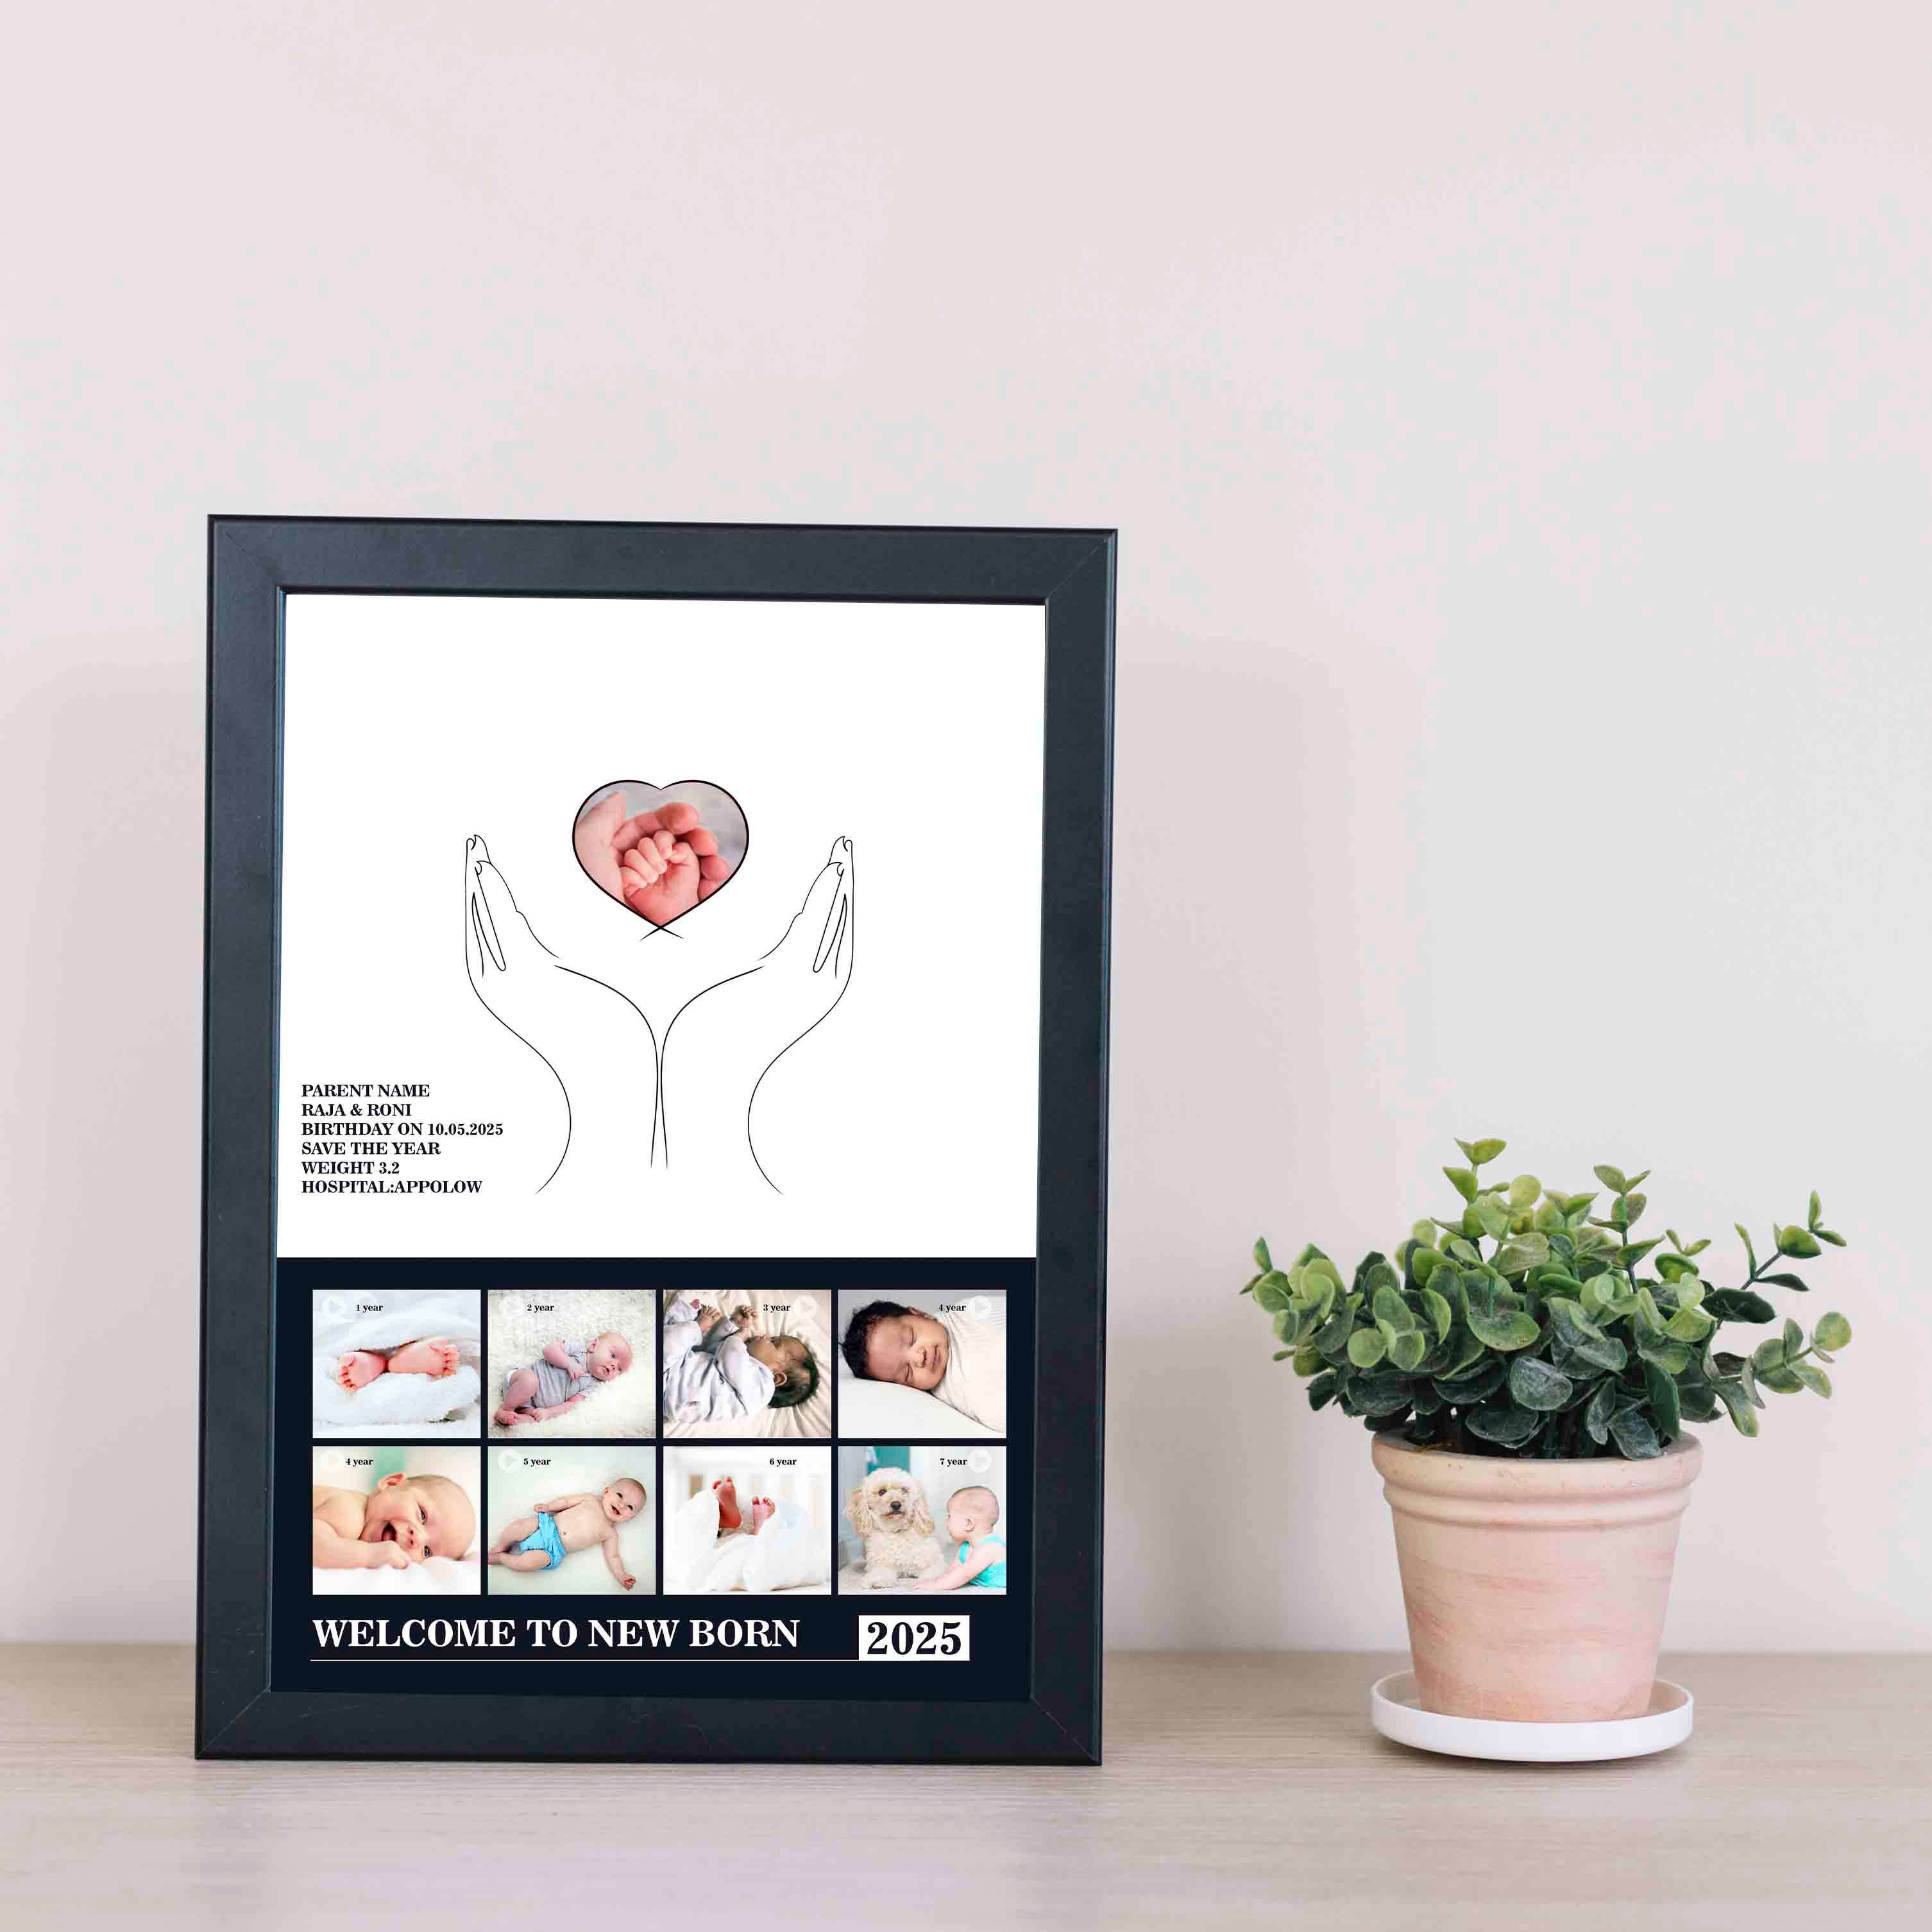 PARENT NAME
RAJA & RONI
BIRTHDAY ON 10.05.2025
SAVE THE YEAR
WEIGHT 3.2
HOSPITAL:APPOLOW
1 year
2 year
3 year
4 year
4 year
5 year
6 year
7 year
WELCOME TO NEW BORN
2025